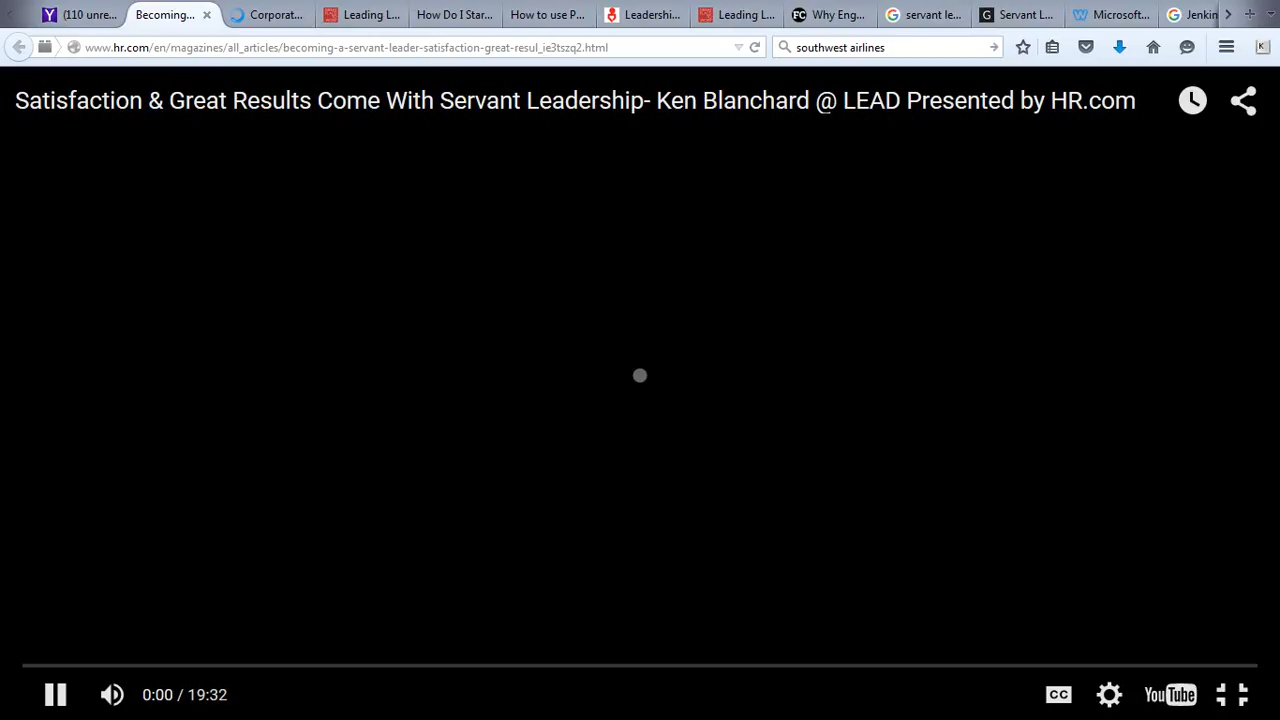 (110 unre...
Becoming...
Corporat...
Leading L...
How Do I Star...
How to use P...
Leadershi...
Leading L...
FC Why Eng...
servant le...
G Servant L...
W Microsoft...
G Jenkin
www.hr.com/en/magazines/all_articles/becoming-a-servant-leader-satisfaction-great-resul_ie3tszq2.html
southwest airlines
Satisfaction & Great Results Come With Servant Leadership- Ken Blanchard @ LEAD Presented by HR.com
0:00 / 19:32
CC
YouTube